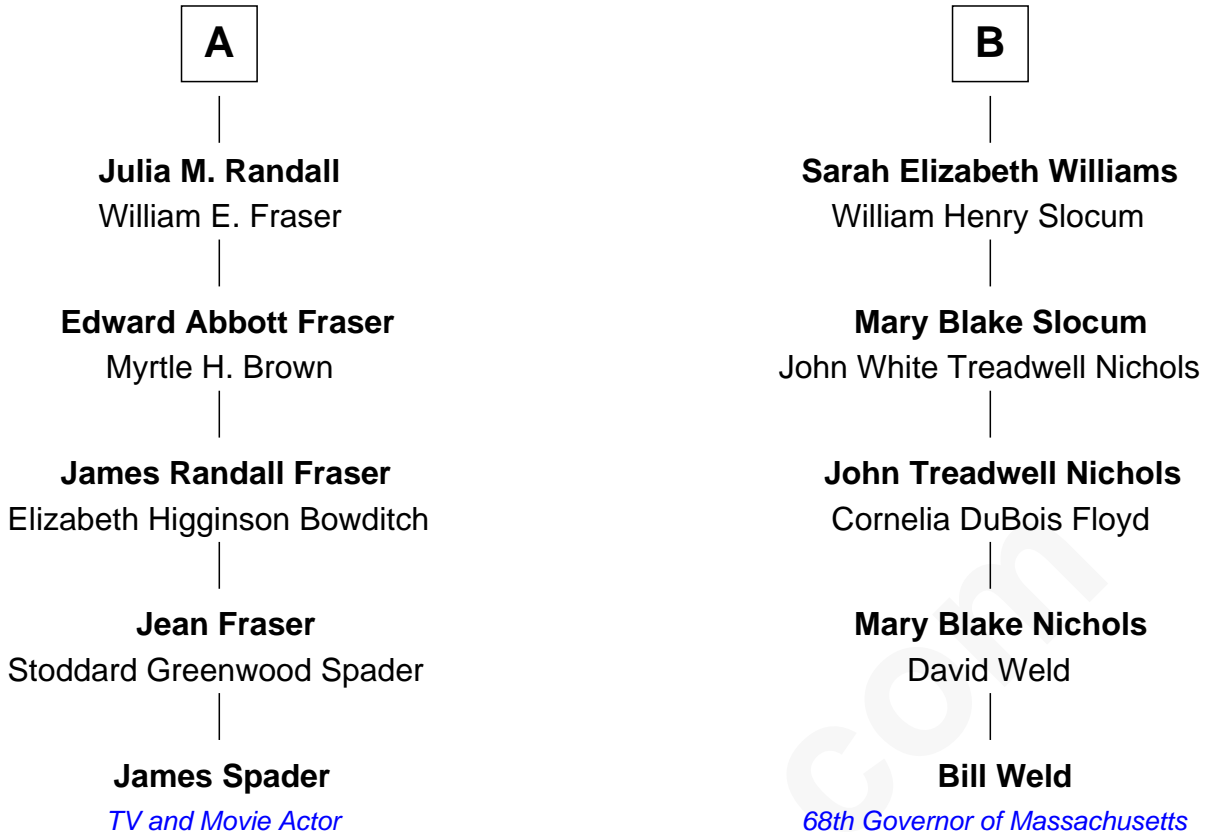 A
Julia M. Randall
William E. Fraser
Edward Abbott Fraser
Myrtle H. Brown
James Randall Fraser
Elizabeth Higginson Bowditch
Jean Fraser
Stoddard Greenwood Spader
James Spader
TV and Movie Actor
B
Sarah Elizabeth Williams
William Henry Slocum
Mary Blake Slocum
John White Treadwell Nichols
John Treadwell Nichols
Cornelia DuBois Floyd
Mary Blake Nichols
David Weld
Bill Weld
68th Governor of Massachusetts
com